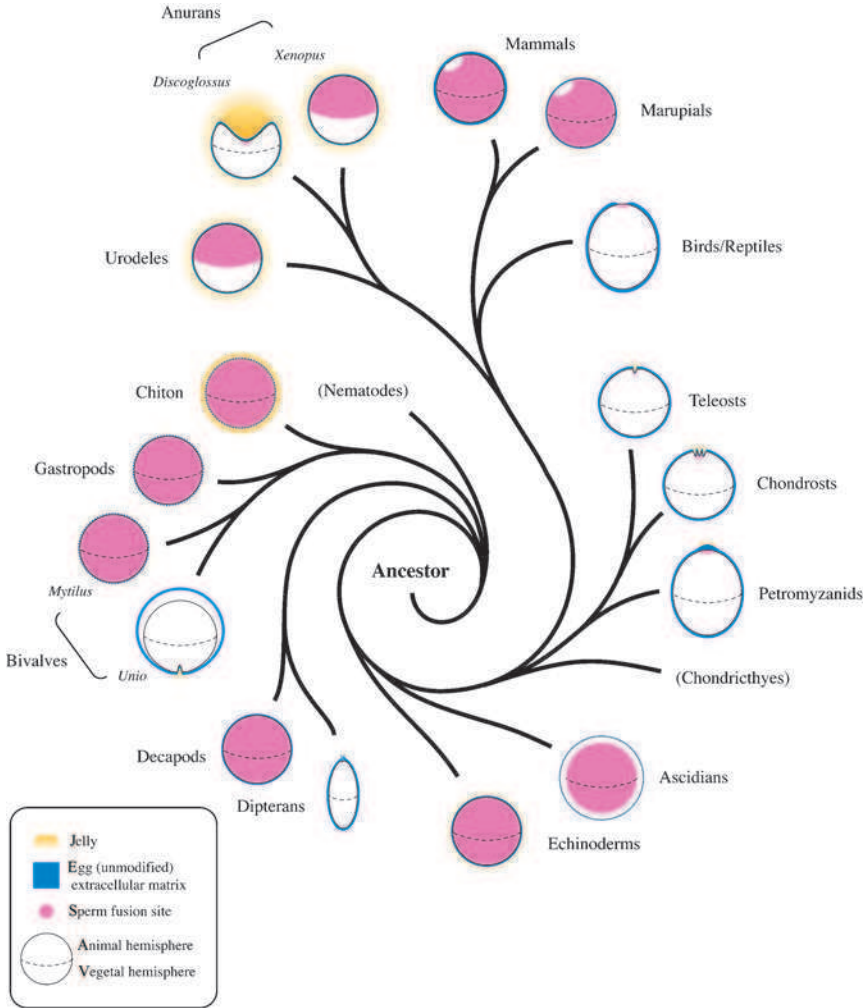 Anurans
Xenopus
Discoglossus
Mammals
Marupials
Birds/Reptiles
Urodeles
Chiton
(Nematodes)
Teleosts
Gastropods
Chondrosts
Ancestor
Mytilus
Petromyzanids
Bivalves
Unio
(Chondricthyes)
Decapods
Dipterans
Ascidians
Echinoderms
Jelly
Egg (unmodified)
extracellular matrix
Sperm fusion site
Animal hemisphere
Vegetal hemisphere